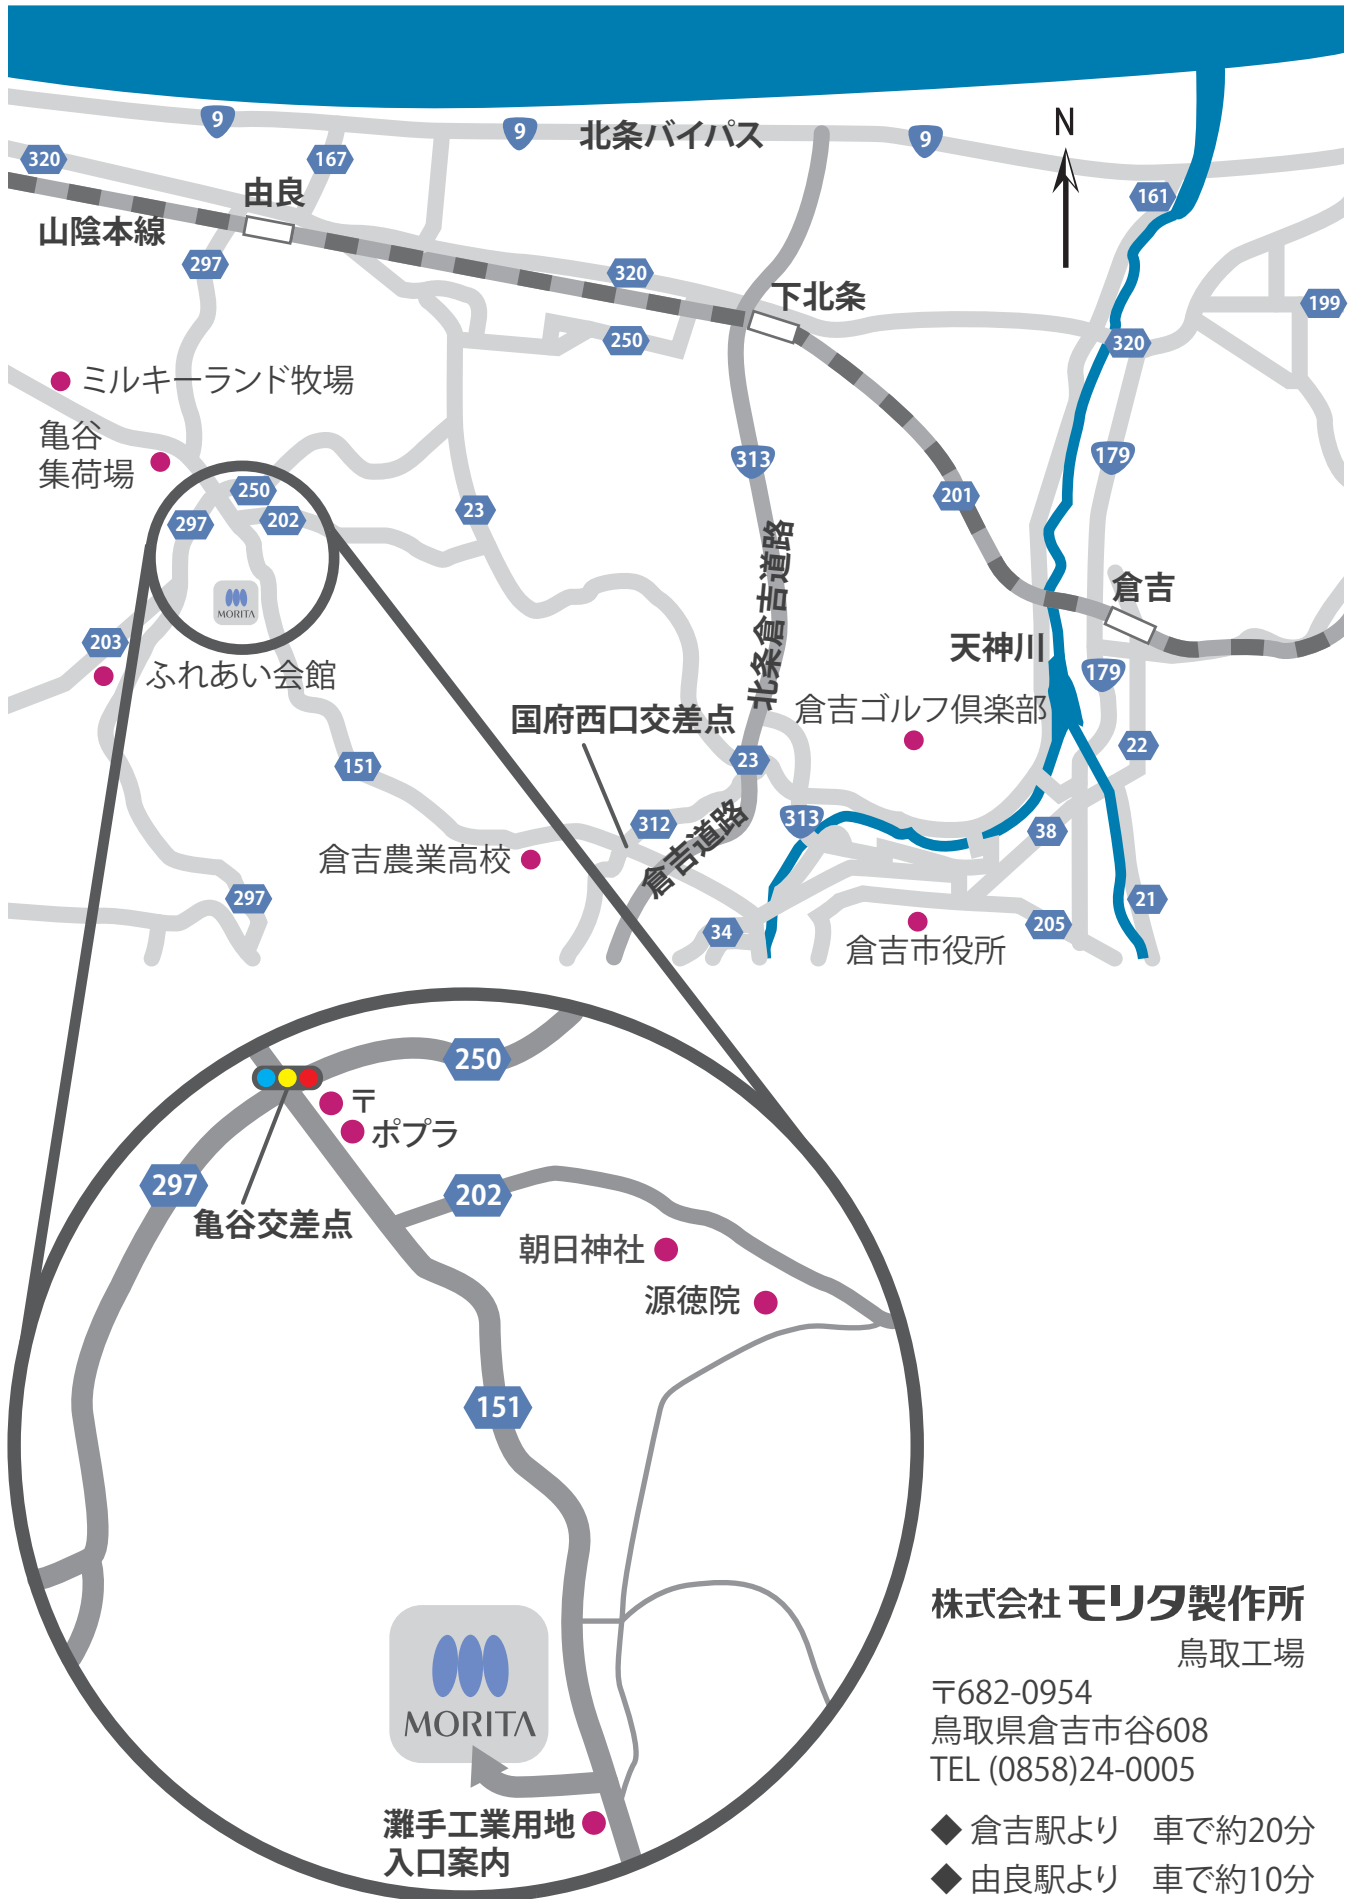 9
9
北条バイパス
9
N
320
167
由良
161
山陰本線
297
320
下北条
199
250
320
ミルキーランド牧場
亀谷
集荷場
313
179
250
201
297
202
23
北条倉吉道路
倉吉
MORITA
203
天神川
ふれあい会館
179
国府西口交差点
倉吉ゴルフ倶楽部
22
151
23
312
313
38
倉吉道路
倉吉農業高校
297
34
21
205
倉吉市役所
250
〒
ポプラ
297
202
亀谷交差点
朝日神社
源徳院
151
MORITA
灘手工業用地
入口案内
株式会社モリタ製作所
鳥取工場
〒682-0954
鳥取県倉吉市谷608
TEL (0858)24-0005
◆ 倉吉駅より　車で約20分
◆ 由良駅より　車で約10分